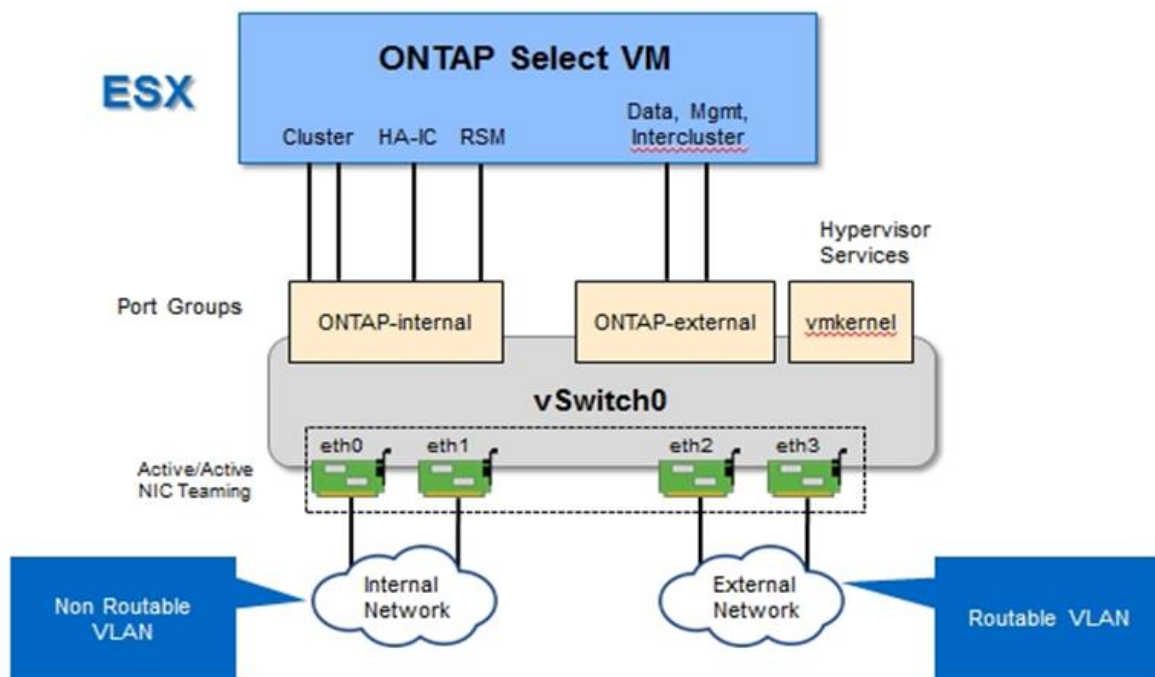 ONTAP Select VM
ESX
Data, Mgmt,
Intercluster
Cluster
HA-IC
RSM
Hypervisor
Services
Port Groups
ONTAP-internal
ONTAP-external
vmkernel
vSwitch0
eth0
eth1
eth2
eth3
Active/Active
NIC Teaming
Internal
Network
External
Network
Non Routable
VLAN
Routable VLAN